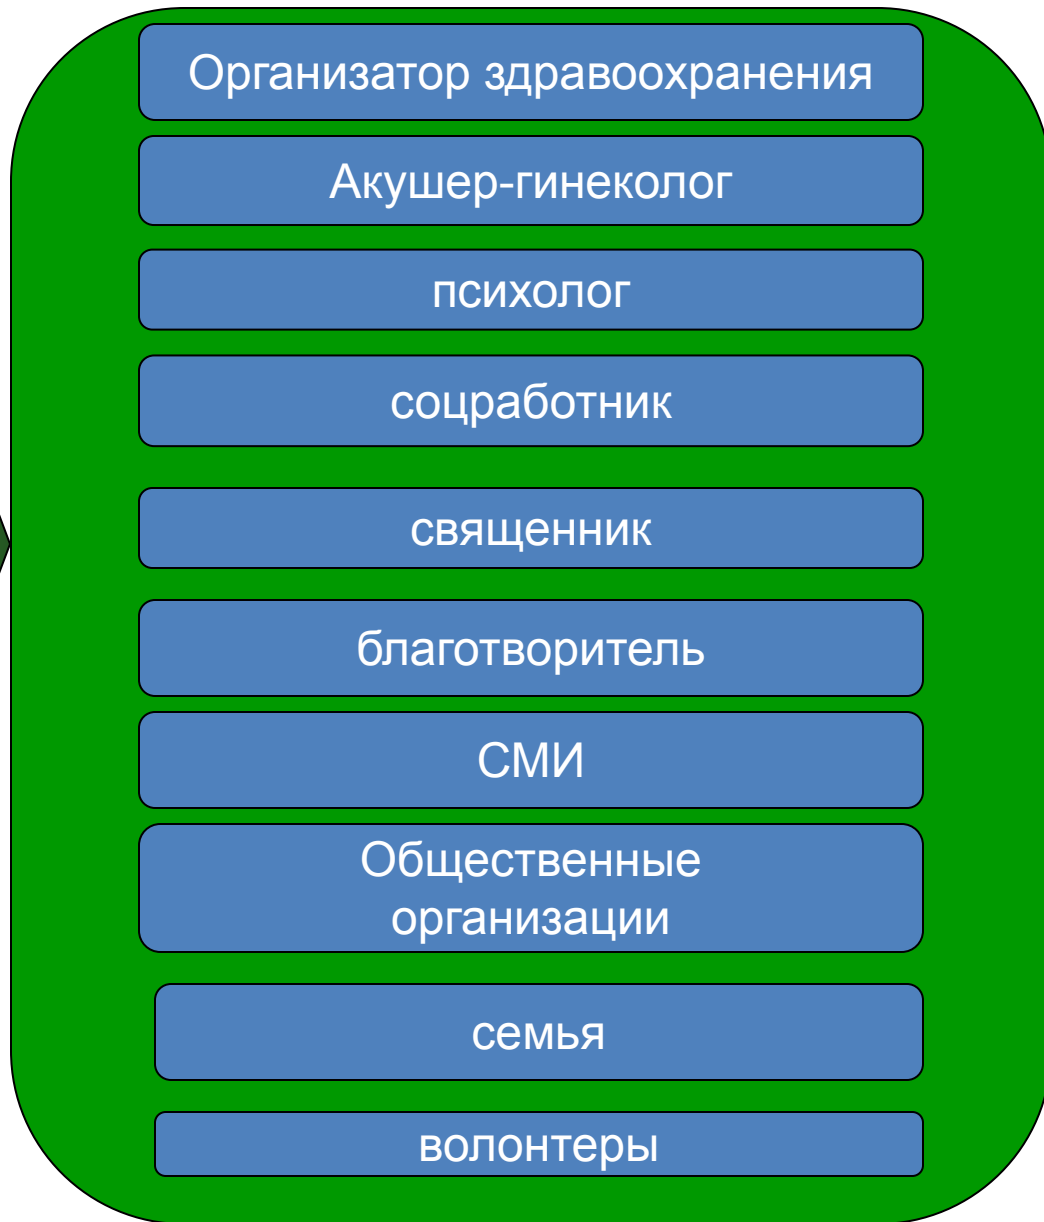 Организатор здравоохранения
Акушер-гинеколог
психолог
соцработник
священник
благотворитель
СМИ
Общественные
организации
семья
волонтеры